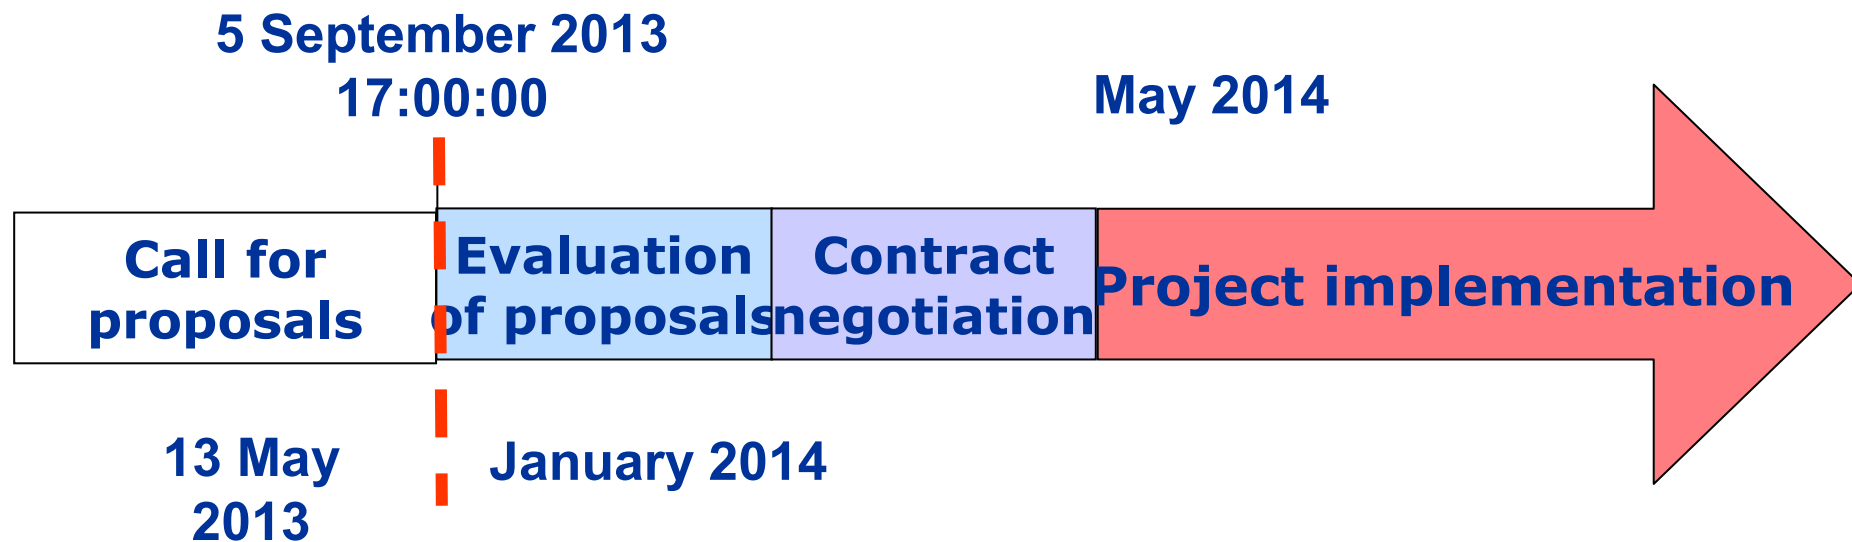 5 September 2013
17:00:00
May 2014
Call for
proposals
Evaluation
of proposals
Contract
negotiation
Project implementation
13 May
2013
January 2014